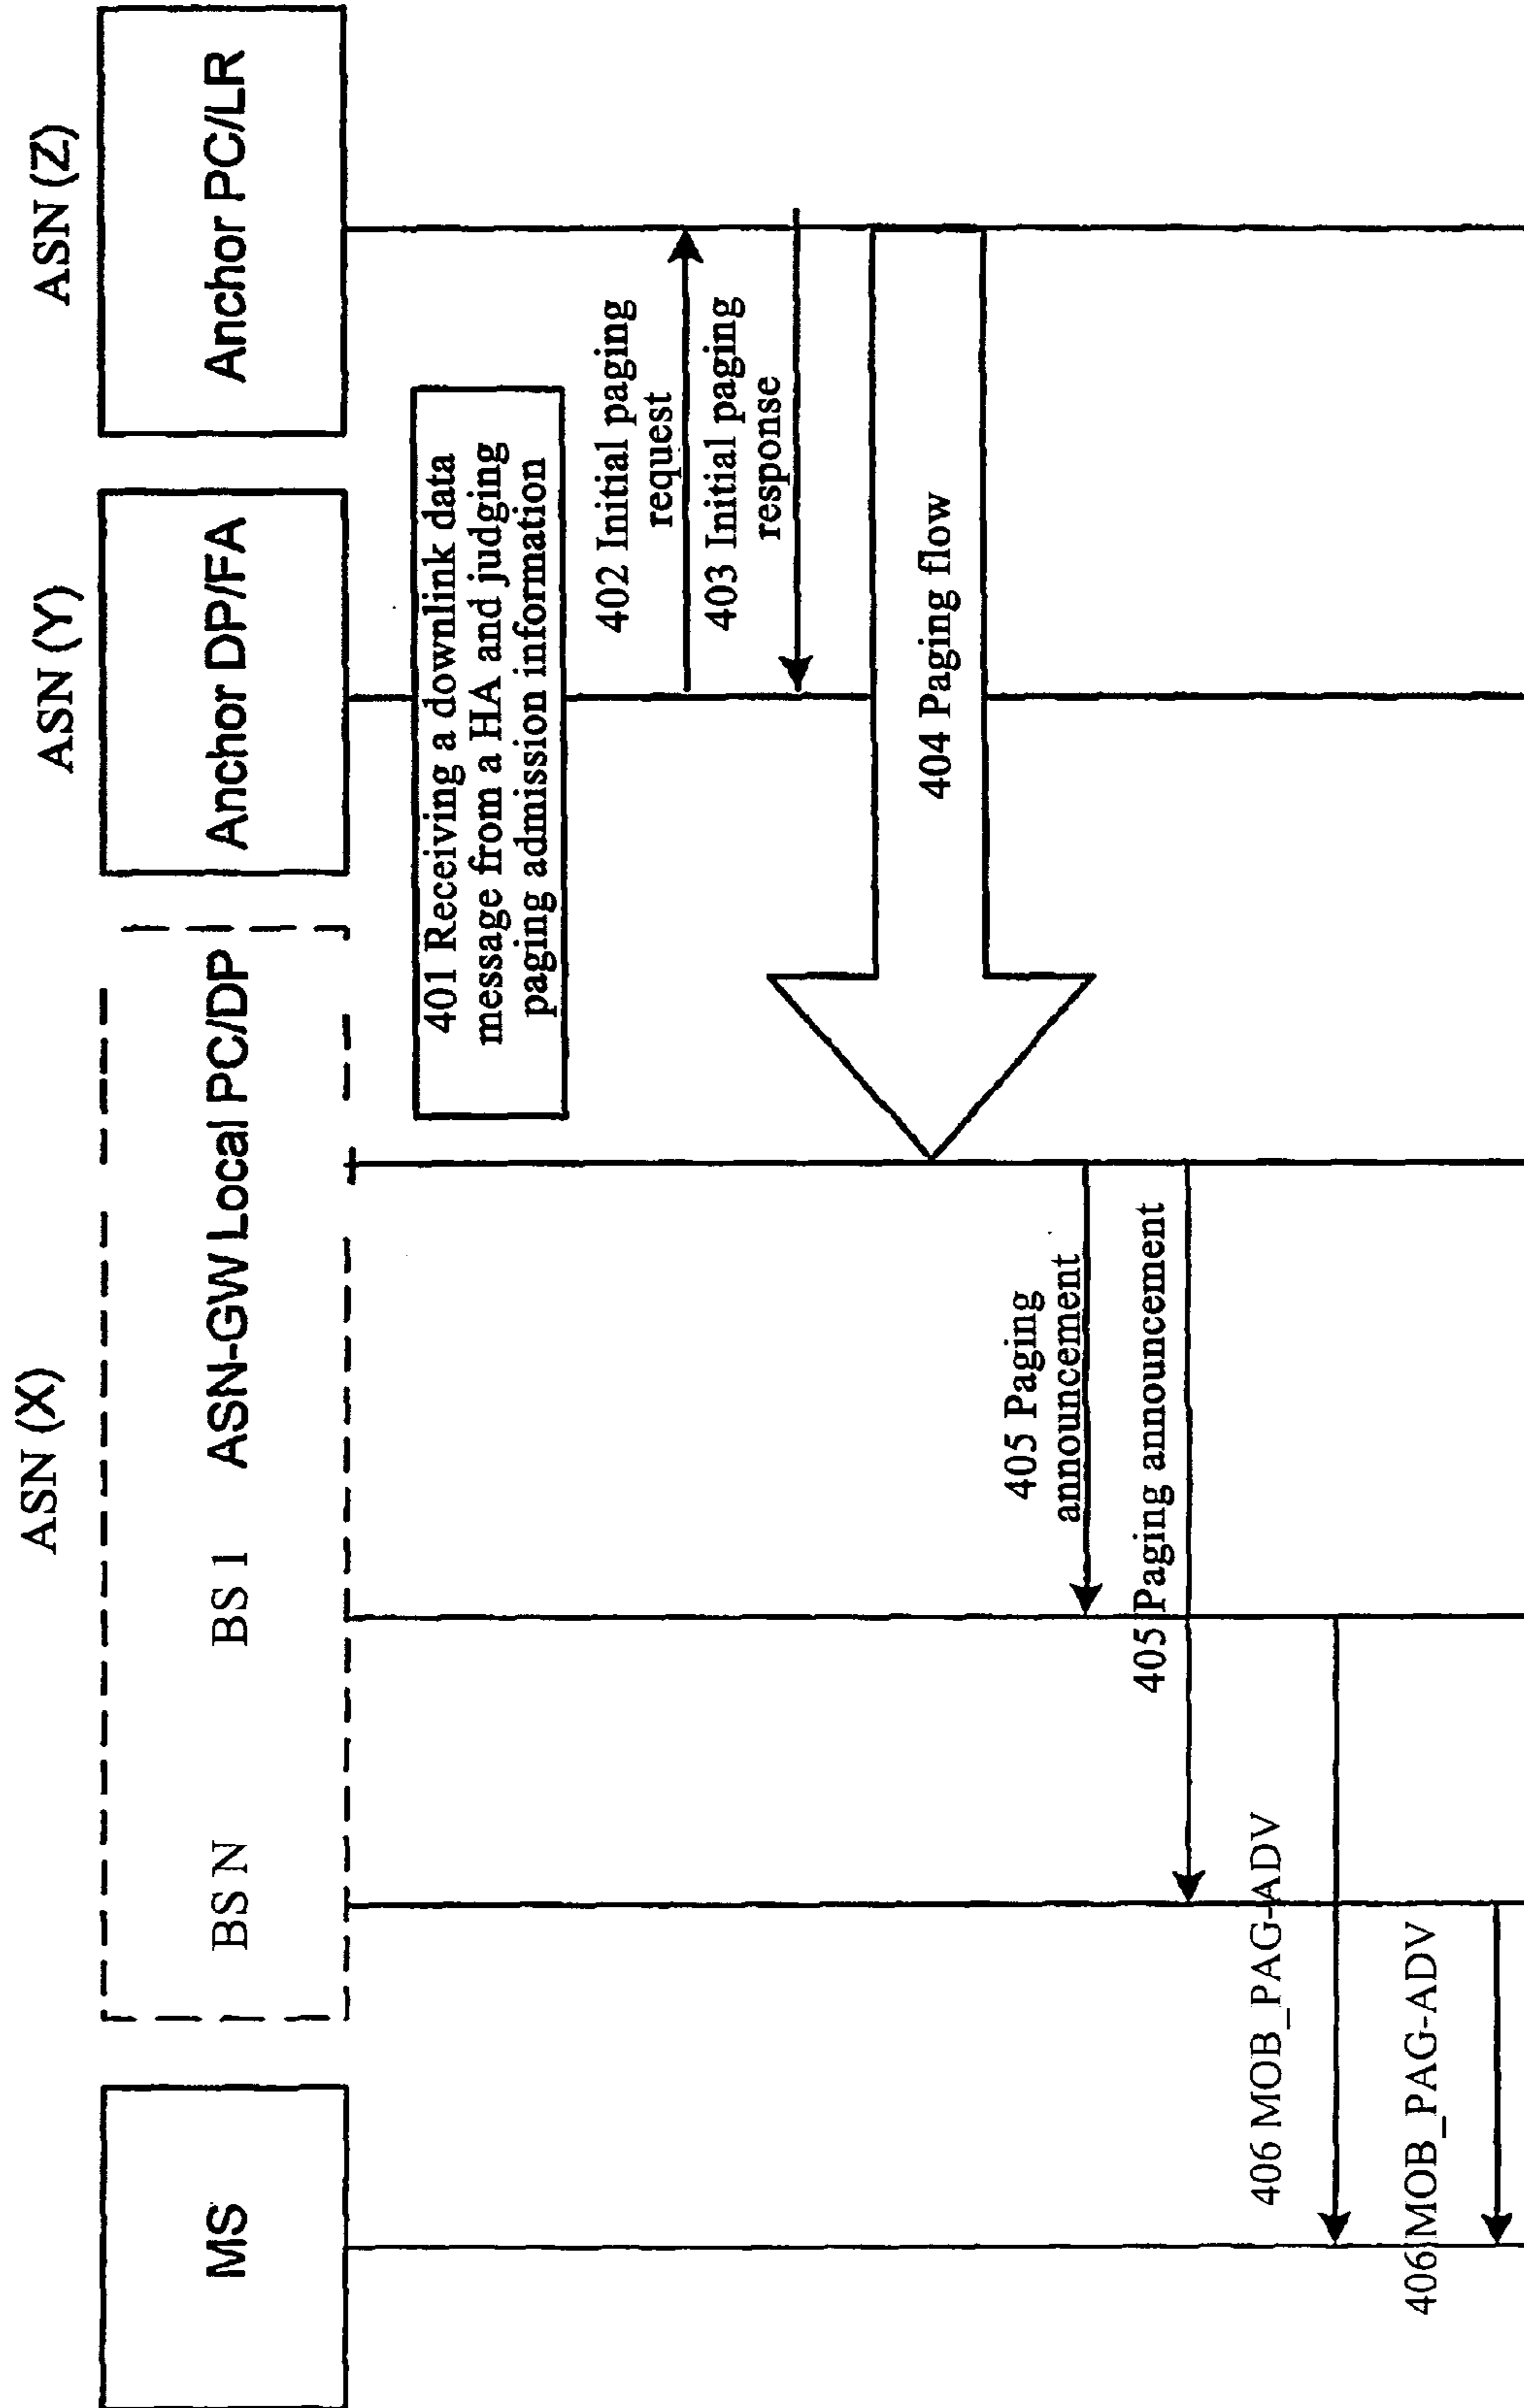 ASN (X)
ASN (Y)
ASN (Z)
MS
BS N
BS 1
ASN-GW Local PC/DP
Anchor DP/FA
Anchor PC/LR
401 Receiving a downlink data
message from a HA and judging
paging admission information
402 Initial paging
request
403 Initial paging
response
404 Paging flow
405 Paging
announcement
405 Paging announcement
406 MOB_PAG-ADV
406 MOB_PAG-ADV